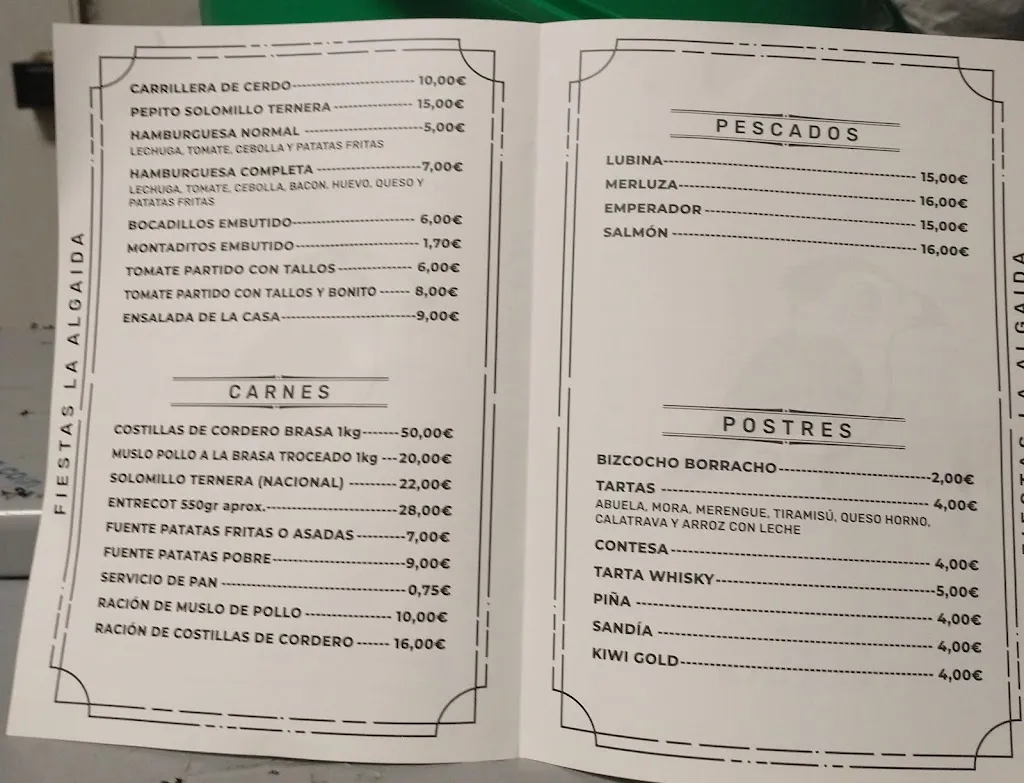 FIESTAS LA ALGAIDA
CARRILLERA DE CERDO 10,00€
PEPITO SOLOMILLO TERNERA 15,00€
HAMBURGUESA NORMAL 5,00€
LECHUGA, TOMATE, CEBOLLA Y PATATAS FRITAS
HAMBURGUESA COMPLETA 7,00€
LECHUGA, TOMATE, CEBOLLA, BACON, HUEVO, QUESO Y
PATATAS FRITAS
BOCADILLOS EMBUTIDO 6,00€
MONTADITOS EMBUTIDO 1,70€
TOMATE PARTIDO CON TALLOS 6,00€
TOMATE PARTIDO CON TALLOS Y BONITO 8,00€
ENSALADA DE LA CASA 9,00€
CARNES
COSTILLAS DE CORDERO BRASA 1kg 50,00€
MUSLO POLLO A LA BRASA TROCEADO 1kg 20,00€
SOLOMILLO TERNERA (NACIONAL) 22,00€
ENTRECOT 550gr aprox. 28,00€
FUENTE PATATAS FRITAS O ASADAS 7,00€
FUENTE PATATAS POBRE 9,00€
SERVICIO DE PAN 0,75€
RACIÓN DE MUSLO DE POLLO 10,00€
RACIÓN DE COSTILLAS DE CORDERO 16,00€
PESCADOS
LUBINA 15,00€
MERLUZA 16,00€
EMPERADOR 15,00€
SALMÓN 16,00€
POSTRES
BIZCOCHO BORRACHO 2,00€
TARTAS 4,00€
ABUELA, MORA, MERENGUE, TIRAMISÚ, QUESO HORNO,
CALATRAVA Y ARROZ CON LECHE
CONTESA 4,00€
TARTA WHISKY 5,00€
PIÑA 4,00€
SANDÍA 4,00€
KIWI GOLD 4,00€
FIESTAS LA ALGAIDA